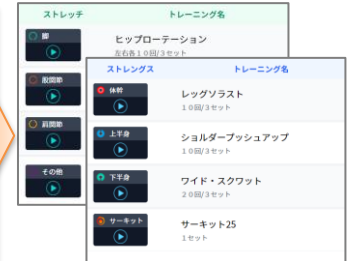 ストレッチ トレーニング名
脚
ヒップローテーション
左右各10回/3セット
股関節
肩関節
その他
ストレングス トレーニング名
体幹
レッグソラスト
10回/3セット
上半身
ショルダープッシュアップ
10回/3セット
下半身
ワイド・スクワット
20回/3セット
サーキット
サーキット25
1セット